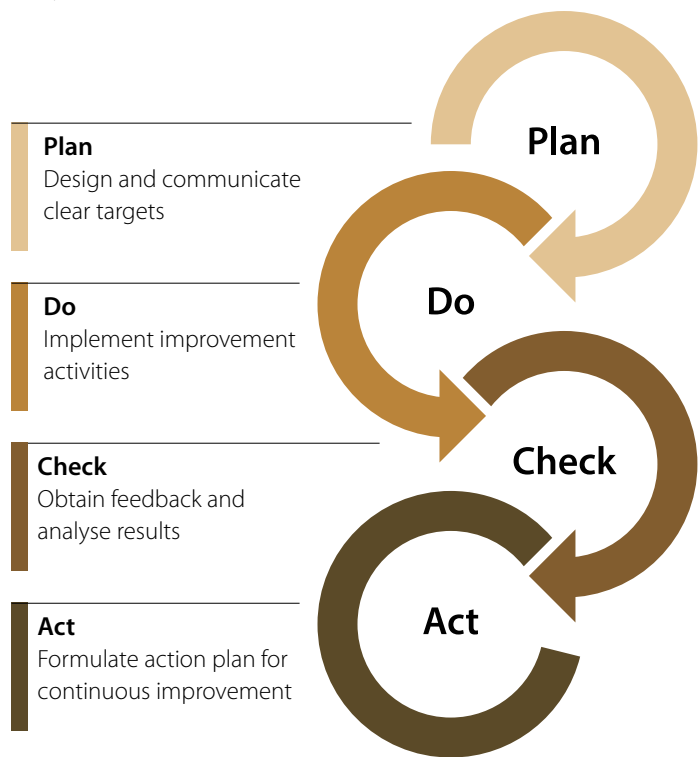 Plan
Plan
Design and communicate
clear targets
Do
Do
Implement improvement
activities
Check
Check
Obtain feedback and
analyse results
Act
Act
Formulate action plan for
continuous improvement